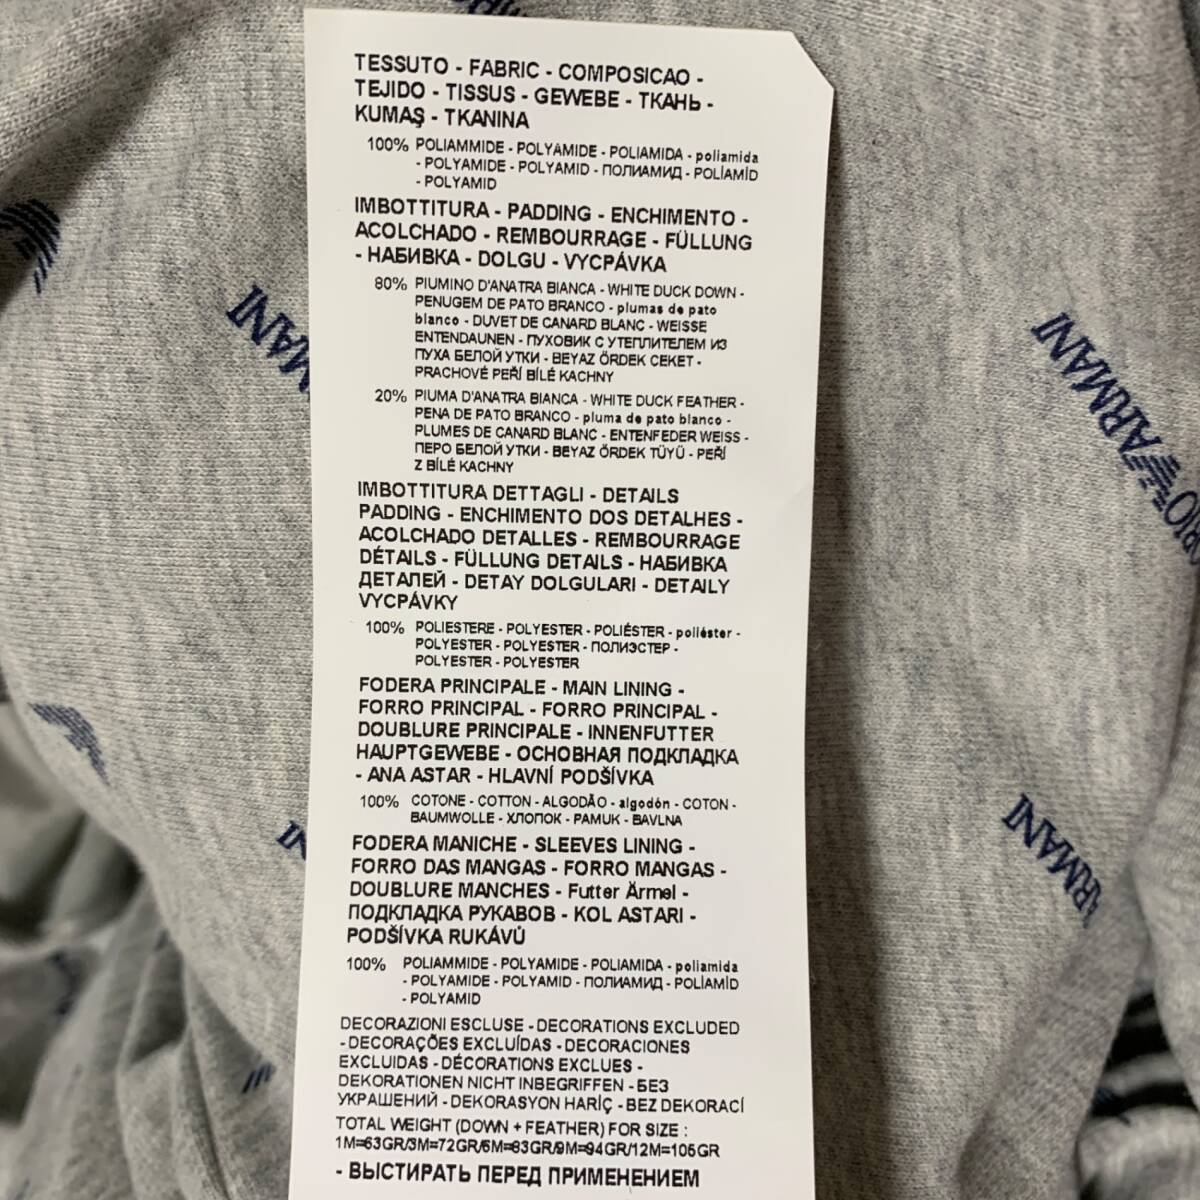 TESSUTO - FABRIC - COMPOSICAO -
TEJIDO - TISSUS - GEWEBE - ТКАНЬ -
KUMAŞ - TKANINA
100% POLIAMMIDE - POLYAMIDE - POLIAMIDA - poliamida
- POLYAMIDE - POLYAMID - ПОЛИАМИД - POLİAMİD
- POLYAMID
IMBOTTITURA - PADDING - ENCHIMENTO -
ACOLCHADO - REMBOURRAGE - FÜLLUNG
- НАБИВКА - DOLGU - VYCPÁVKA
80% PIUMINO D'ANATRA BIANCA - WHITE DUCK DOWN -
PENUGEM DE PATO BRANCO - plumas de pato
blanco - DUVET DE CANARD BLANC - WEISSE
ENTENDAUNEN - ПУХОВИК С УТЕПЛИТЕЛЕМ ИЗ
ПУХА БЕЛОЙ УТКИ - BEYAZ ÖRDEK CEKET -
PRACHOVÉ PEŘÍ BÍLÉ KACHNY
20% PIUMA D'ANATRA BIANCA - WHITE DUCK FEATHER -
PENA DE PATO BRANCO - pluma de pato blanco -
PLUMES DE CANARD BLANC - ENTENFEDER WEISS -
ПЕРО БЕЛОЙ УТКИ - BEYAZ ÖRDEK TÜYÜ - PEŘÍ
Z BÍLÉ KACHNY
IMBOTTITURA DETTAGLI - DETAILS
PADDING - ENCHIMENTO DOS DETALHES -
ACOLCHADO DETALLES - REMBOURRAGE
DÉTAILS - FÜLLUNG DETAILS - НАБИВКА
ДЕТАЛЕЙ - DETAY DOLGULARI - DETAILY
VYCPÁVKY
100% POLIESTERE - POLYESTER - POLIÉSTER - poliéster -
POLYESTER - POLYESTER - ПОЛИЭСТЕР -
POLYESTER - POLYESTER
FODERA PRINCIPALE - MAIN LINING -
FORRO PRINCIPAL - FORRO PRINCIPAL -
DOUBLURE PRINCIPALE - INNENFUTTER
HAUPTGEWEBE - ОСНОВНАЯ ПОДКЛАДКА
- ANA ASTAR - HLAVNÍ PODŠÍVKA
100% COTONE - COTTON - ALGODÃO - algodón - COTON -
BAUMWOLLE - ХЛОПОК - PAMUK - BAVLNA
FODERA MANICHE - SLEEVES LINING -
FORRO DAS MANGAS - FORRO MANGAS -
DOUBLURE MANCHES - Futter Ärmel -
ПОДКЛАДКА РУКАВОВ - KOL ASTARI -
PODŠÍVKA RUKÁVŮ
100% POLIAMMIDE - POLYAMIDE - POLIAMIDA - poliamida
- POLYAMIDE - POLYAMID - ПОЛИАМИД - POLİAMİD
- POLYAMID
DECORAZIONI ESCLUSE - DECORATIONS EXCLUDED
- DECORAÇÕES EXCLUÍDAS - DECORACIONES
EXCLUIDAS - DÉCORATIONS EXCLUES -
DEKORATIONEN NICHT INBEGRIFFEN - БЕЗ
УКРАШЕНИЙ - DEKORASYON HARİÇ - BEZ DEKORACÍ
TOTAL WEIGHT (DOWN + FEATHER) FOR SIZE :
1M=63GR/3M=72GR/6M=83GR/9M=94GR/12M=105GR
- ВЫСТИРАТЬ ПЕРЕД ПРИМЕНЕНИЕМ
ARMANI
ARMANI